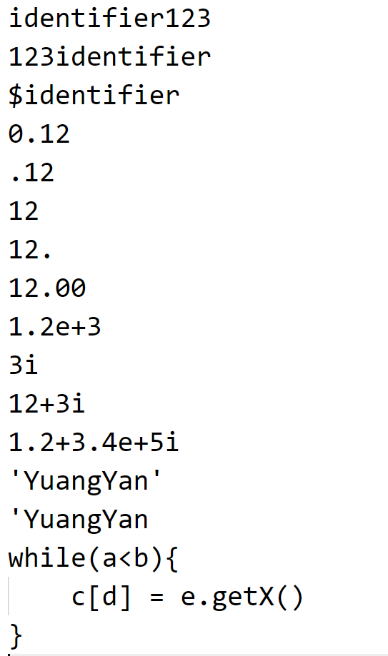 identifier123
123identifier
$identifier
0.12
.12
12
12.
12.00
1.2e+3
3i
12+3i
1.2+3.4e+5i
'YuangYan'
'YuangYan
while(a<b){
    c[d] = e.getX()
}